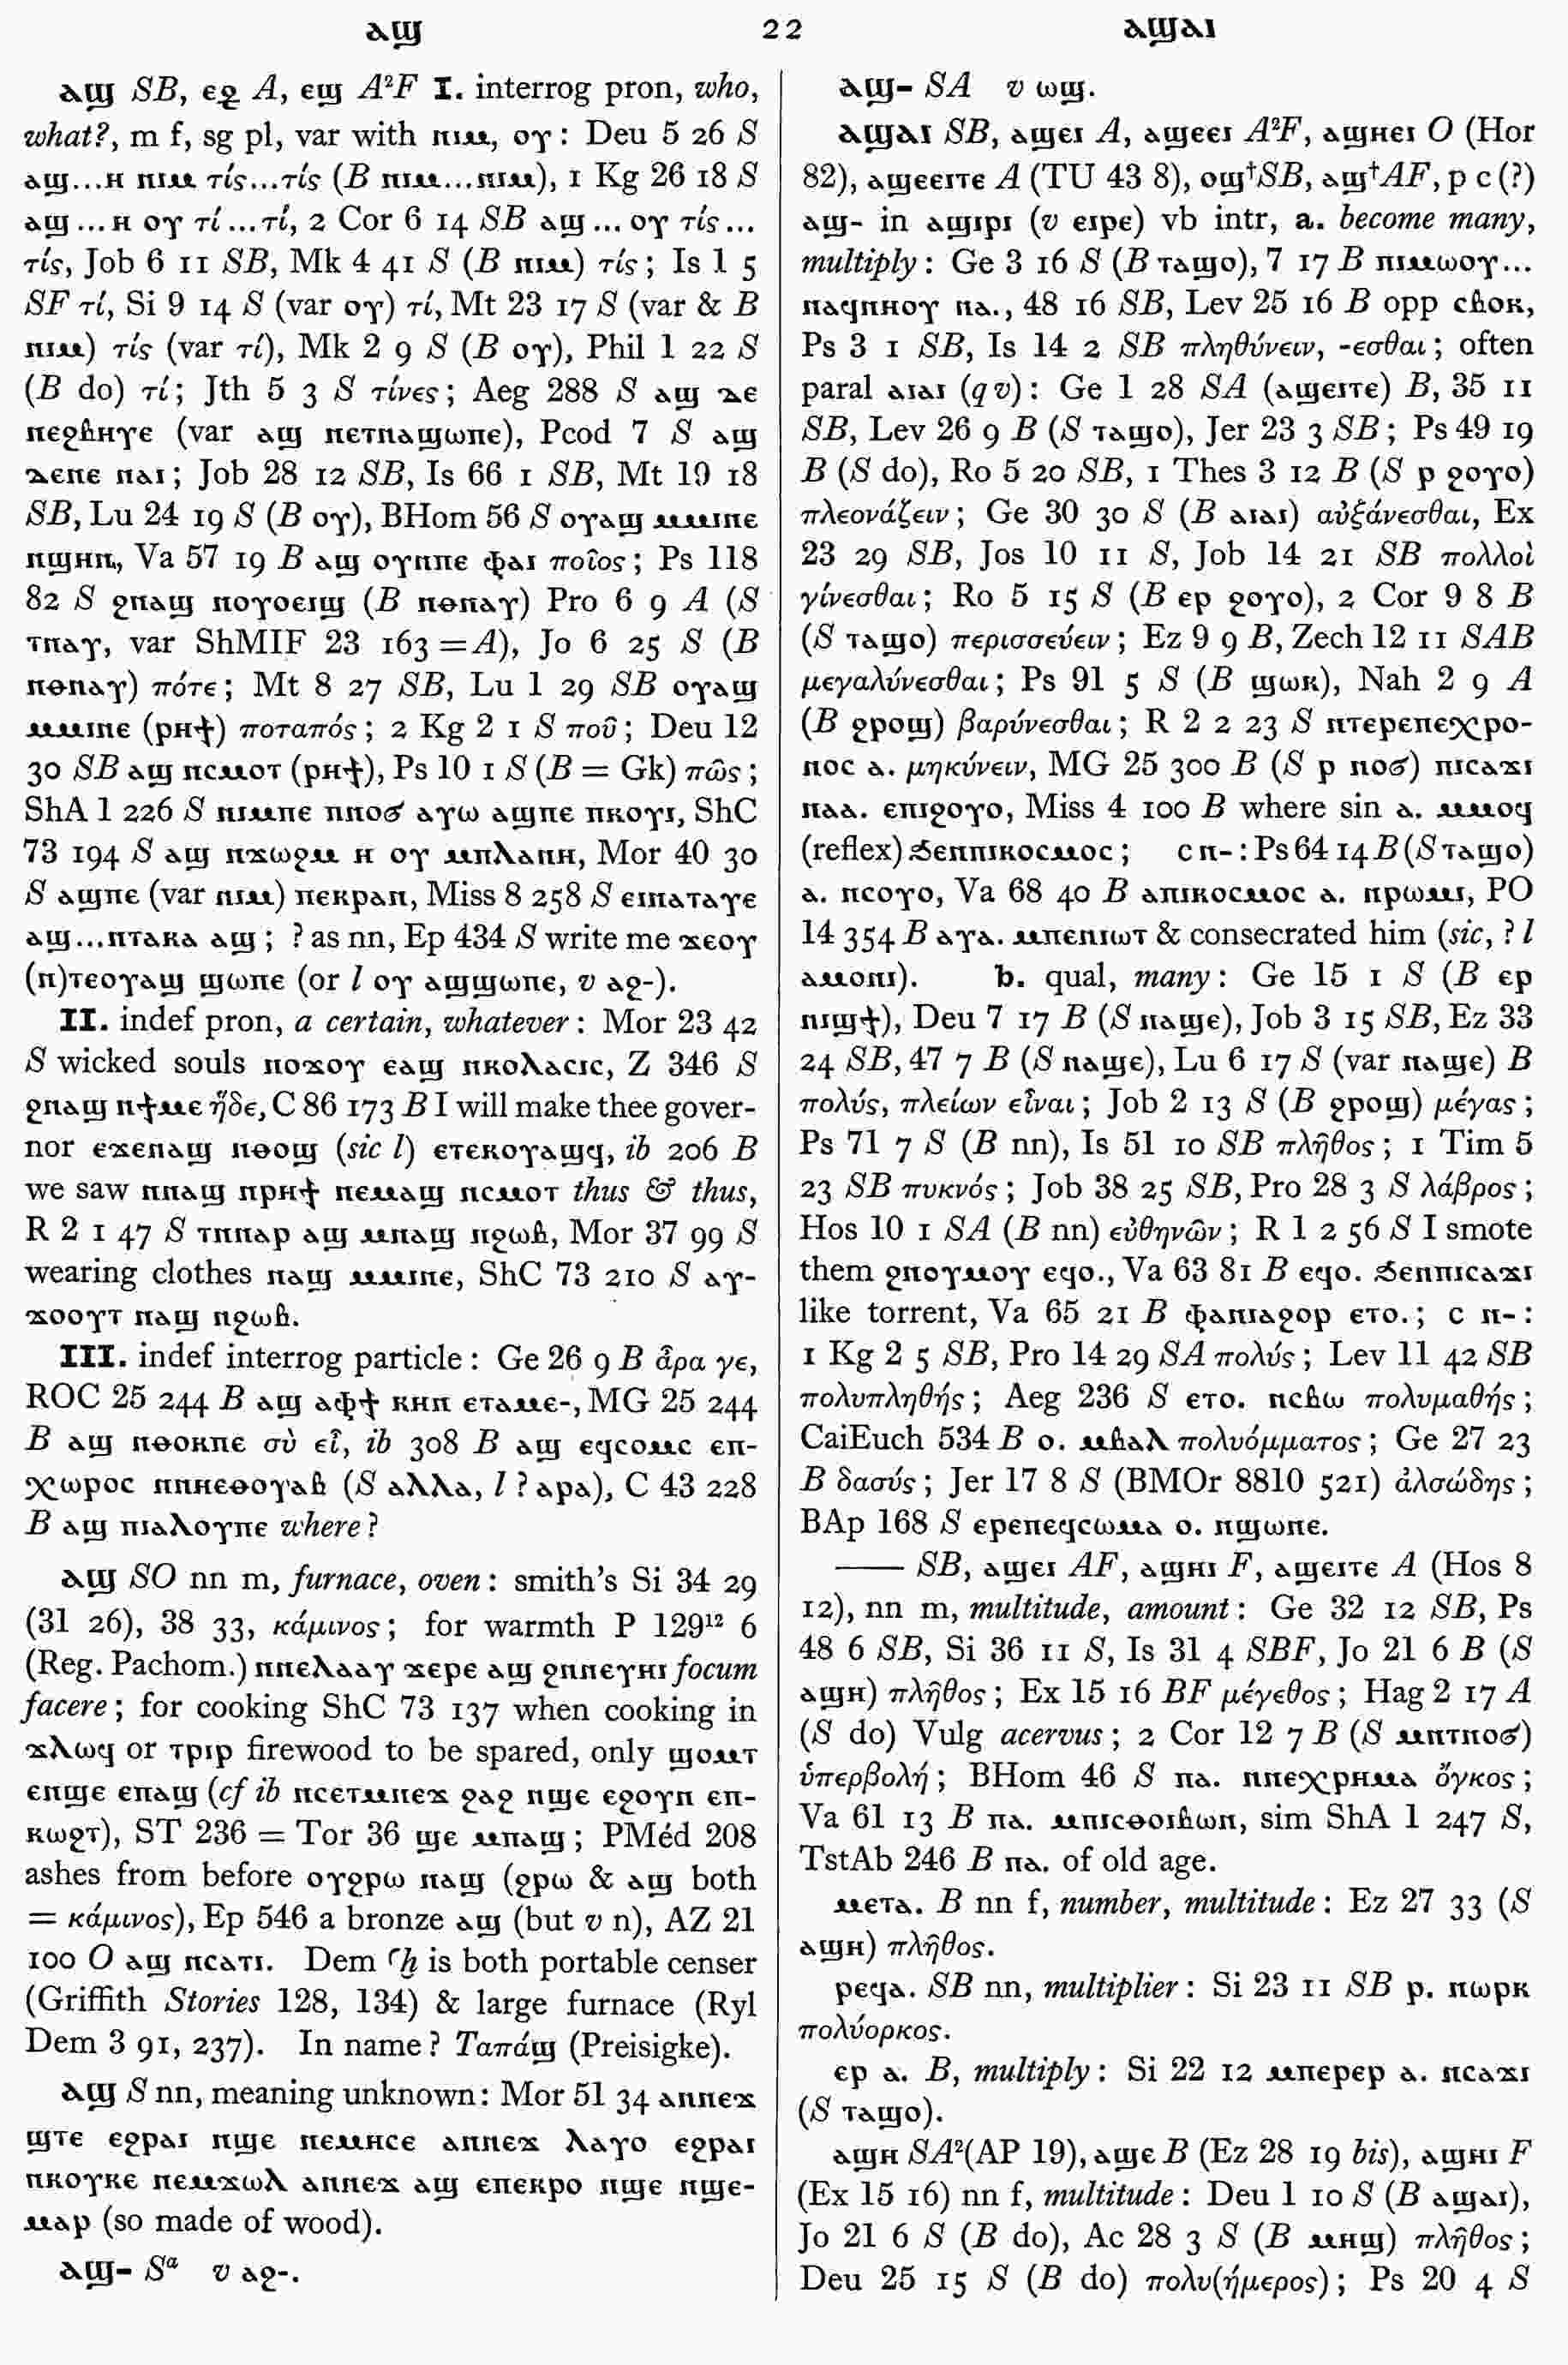 ⲁϣ 22 ⲁϣⲁⲓ
ⲁϣ SB, ⲉϩ A, ⲉϣ A²F I. interrog pron, who,
what?, m f, sg pl, var with ⲛⲓⲙ, ⲟⲩ: Deu 5 26 S
ⲁϣ...ⲏ ⲛⲓⲙ τίς...τίς (B ⲛⲓⲙ...ⲛⲓⲙ), 1 Kg 26 18 S
ⲁϣ...ⲏ ⲟⲩ τί...τί, 2 Cor 6 14 SB ⲁϣ... ⲟⲩ τίς...
τίς, Job 6 11 SB, Mk 4 41 S (B ⲛⲓⲙ) τίς; Is 1 5
SF τί, Si 9 14 S (var ⲟⲩ) τί, Mt 23 17 S (var & B
ⲛⲓⲙ) τίς (var τί), Mk 2 9 S (B ⲟⲩ), Phil 1 22 S
(B do) τί; Jth 5 3 S τίνες; Aeg 288 S ⲁϣ ϫⲉ
ⲛⲉϩⲃⲏⲩⲉ (var ⲁϣ ⲡⲉⲧⲛⲁϣⲱⲡⲉ), Pcod 7 S ⲁϣ
ϫⲉⲡⲉ ⲡⲁⲓ; Job 28 12 SB, Is 66 1 SB, Mt 19 18
SB, Lu 24 19 S (B ⲟⲩ), BHom 56 S ⲟⲩⲁϣ ⲙⲙⲓⲛⲉ
ⲛϣⲏⲛ, Va 57 19 B ⲁϣ ⲟⲩⲛⲡⲉ ⲫⲁⲓ ποῖος; Ps 118
82 S ϩⲛⲁϣ ⲛⲟⲩⲟⲉⲓϣ (B ⲛⲑⲛⲁⲩ) Pro 6 9 A (S
ⲧⲛⲁⲩ, var ShMIF 23 163 = A), Jo 6 25 S (B
ⲛⲑⲛⲁⲩ) πότε; Mt 8 27 SB, Lu 1 29 SB ⲟⲩⲁϣ
ⲙⲙⲓⲛⲉ (ⲣⲏϯ) ποταπός; 2 Kg 2 1 S ποῦ; Deu 12
30 SB ⲁϣ ⲛⲥⲙⲟⲧ (ⲣⲏϯ), Ps 10 1 S (B = Gk) πῶς;
ShA 1 226 S ⲛⲓⲙⲡⲉ ⲡⲛⲟϭ ⲁⲩⲱ ⲁϣⲡⲉ ⲡⲕⲟⲩⲓ, ShC
73 194 S ⲁϣ ⲛϫⲱϩⲙ ⲏ ⲟⲩ ⲙⲡⲗⲁⲛⲏ, Mor 40 30
S ⲁϣⲡⲉ (var ⲛⲓⲙ) ⲡⲉⲕⲣⲁⲛ, Miss 8 258 S ⲉⲓⲛⲁⲧⲁⲩⲉ
ⲁϣ...ⲛⲧⲁⲕⲁ ⲁϣ; ? as nn, Ep 434 S write me ϫⲉⲟⲩ
(ⲛ)ⲧⲉⲟⲩⲁϣ ϣⲱⲡⲉ (or l ⲟⲩ ⲁϣϣⲱⲡⲉ, v ⲁϩ-).
II. indef pron, a certain, whatever: Mor 23 42
S wicked souls ⲛⲟϫⲟⲩ ⲉⲁϣ ⲛⲕⲟⲗⲁⲥⲓⲥ, Z 346 S
ϩⲛⲁϣ ⲛϯⲙⲉ ἥδε, C 86 173 B I will make thee gover-
nor ⲉϫⲉⲛⲁϣ ⲛⲑⲟϣ (sic l) ⲉⲧⲉⲕⲟⲩⲁϣϥ, ib 206 B
we saw ⲛⲛⲁϣ ⲛⲣⲏϯ ⲛⲉⲙⲁϣ ⲛⲥⲙⲟⲧ thus & thus,
R 2 1 47 S ⲧⲛⲛⲁⲣ ⲁϣ ⲙⲛⲁϣ ⲛϩⲱⲃ, Mor 37 99 S
wearing clothes ⲛⲁϣ ⲙⲙⲓⲛⲉ, ShC 73 210 S ⲁⲩ-
ϫⲟⲟⲩⲧ ⲛⲁϣ ⲛϩⲱⲃ.
III. indef interrog particle: Ge 26 9 B ἆρα γε,
ROC 25 244 B ⲁϣ ⲁⲫϯ ⲕⲏⲛ ⲉⲧⲁⲙⲉ-, MG 25 244
B ⲁϣ ⲛⲑⲟⲕⲡⲉ σὺ εἶ, ib 308 B ⲁϣ ⲉϥⲥⲟⲙⲥ ⲉⲡ-
ⲭⲱⲣⲟⲥ ⲛⲛⲏⲉⲑⲟⲩⲁⲃ (S ⲁⲗⲗⲁ, l ? ⲁⲣⲁ), C 43 228
B ⲁϣ ⲡⲓⲁⲗⲟⲩⲡⲉ where?
ⲁϣ SO nn m, furnace, oven: smith's Si 34 29
(31 26), 38 33, κάμινος; for warmth P 129¹² 6
(Reg. Pachom.) ⲛⲛⲉⲗⲁⲁⲩ ϫⲉⲣⲉ ⲁϣ ϩⲛⲛⲉⲩⲏⲓ focum
facere; for cooking ShC 73 137 when cooking in
ϫⲗⲱϥ or ⲧⲣⲓⲣ firewood to be spared, only ϣⲟⲙⲧ
ⲉⲛϣⲉ ⲉⲡⲁϣ (cf ib ⲛⲥⲉⲧⲙⲛⲉϫ ϩⲁϩ ⲛϣⲉ ⲉϩⲟⲩⲛ ⲉⲡ-
ⲕⲱϩⲧ), ST 236 = Tor 36 ϣⲉ ⲙⲡⲁϣ; PMéd 208
ashes from before ⲟⲩϩⲣⲱ ⲛⲁϣ (ϩⲣⲱ & ⲁϣ both
= κάμινος), Ep 546 a bronze ⲁϣ (but v n), AZ 21
100 O ⲁϣ ⲛⲥⲁⲧⲓ. Dem ꜥẖ is both portable censer
(Griffith Stories 128, 134) & large furnace (Ryl
Dem 3 91, 237). In name? Ταπάϣ (Preisigke).
ⲁϣ S nn, meaning unknown: Mor 51 34 ⲁⲛⲛⲉϫ
ϣⲧⲉ ⲉϩⲣⲁⲓ ⲛϣⲉ ⲛⲉⲙⲏⲥⲉ ⲁⲛⲛⲉϫ ⲗⲁⲩⲟ ⲉϩⲣⲁⲓ
ⲛⲕⲟⲩⲕⲉ ⲛⲉⲙϫⲱⲗ ⲁⲛⲛⲉϫ ⲁϣ ⲉⲡⲉⲕⲣⲟ ⲛϣⲉ ⲛϣⲉ-
ⲙⲁⲣ (so made of wood).
ⲁϣ- Sᵃ v ⲁϩ-.
ⲁϣ- SA v ⲱϣ.
ⲁϣⲁⲓ SB, ⲁϣⲉⲓ A, ⲁϣⲉⲉⲓ A²F, ⲁϣⲏⲉⲓ O (Hor
82), ⲁϣⲉⲉⲓⲧⲉ A (TU 43 8), ⲟϣ†SB, ⲁϣ†AF, p c (?)
ⲁϣ- in ⲁϣⲓⲣⲓ (v ⲉⲓⲣⲉ) vb intr, a. become many,
multiply: Ge 3 16 S (B ⲧⲁϣⲟ), 7 17 B ⲡⲓⲙⲱⲟⲩ...
ⲛⲁϥⲛⲏⲟⲩ ⲛⲁ., 48 16 SB, Lev 25 16 B opp ⲥⲃⲟⲕ,
Ps 3 1 SB, Is 14 2 SB πληθύνειν, -εσθαι; often
paral ⲁⲓⲁⲓ (qv): Ge 1 28 SA (ⲁϣⲉⲓⲧⲉ) B, 35 11
SB, Lev 26 9 B (S ⲧⲁϣⲟ), Jer 23 3 SB; Ps 49 19
B (S do), Ro 5 20 SB, 1 Thes 3 12 B (S ⲣ ϩⲟⲩⲟ)
πλεονάζειν; Ge 30 30 S (B ⲁⲓⲁⲓ) αὐξάνεσθαι, Ex
23 29 SB, Jos 10 11 S, Job 14 21 SB πολλοὶ
γίνεσθαι; Ro 5 15 S (B ⲉⲣ ϩⲟⲩⲟ), 2 Cor 9 8 B
(S ⲧⲁϣⲟ) περισσεύειν; Ez 9 9 B, Zech 12 11 SAB
μεγαλύνεσθαι; Ps 91 5 S (B ϣⲱⲕ), Nah 2 9 A
(B ϩⲣⲟϣ) βαρύνεσθαι; R 2 2 23 S ⲛⲧⲉⲣⲉⲡⲉⲭⲣⲟ-
ⲛⲟⲥ ⲁ. μηκύνειν, MG 25 300 B (S ⲣ ⲛⲟϭ) ⲡⲓⲥⲁϫⲓ
ⲛⲁⲁ. ⲉⲡⲓϩⲟⲩⲟ, Miss 4 100 B where sin ⲁ. ⲙⲙⲟϥ
(reflex) ϧⲉⲛⲡⲓⲕⲟⲥⲙⲟⲥ; c ⲛ-: Ps 64 14 B (S ⲧⲁϣⲟ)
ⲁ. ⲛⲥⲟⲩⲟ, Va 68 40 B ⲁⲡⲓⲕⲟⲥⲙⲟⲥ ⲁ. ⲛⲣⲱⲙⲓ, PO
14 354 B ⲁⲩⲁ. ⲙⲡⲉⲛⲓⲱⲧ & consecrated him (sic, ? l
ⲁⲙⲟⲛⲓ). b. qual, many: Ge 15 1 S (B ⲉⲣ
ⲛⲓϣϯ), Deu 7 17 B (S ⲛⲁϣⲉ), Job 3 15 SB, Ez 33
24 SB, 47 7 B (S ⲛⲁϣⲉ), Lu 6 17 S (var ⲛⲁϣⲉ) B
πολύς, πλείων εἶναι; Job 2 13 S (B ϩⲣⲟϣ) μέγας;
Ps 71 7 S (B nn), Is 51 10 SB πλῆθος; 1 Tim 5
23 SB πυκνός; Job 38 25 SB, Pro 28 3 S λάβρος;
Hos 10 1 SA (B nn) εὐθηνῶν; R 1 2 56 S I smote
them ϩⲛⲟⲩⲙⲟⲩ ⲉϥⲟ., Va 63 81 B ⲉϥⲟ. ϧⲉⲛⲡⲓⲥⲁϫⲓ
like torrent, Va 65 21 B ⲫⲁⲡⲓⲁϩⲟⲣ ⲉⲧⲟ.; c ⲛ-:
1 Kg 2 5 SB, Pro 14 29 SA πολύς; Lev 11 42 SB
πολυπληθής; Aeg 236 S ⲉⲧⲟ. ⲛⲥⲃⲱ πολυμαθής;
CaiEuch 534 B ⲟ. ⲙⲃⲁⲗ πολυόμματος; Ge 27 23
B δασύς; Jer 17 8 S (BMOr 8810 521) ἀλσώδης;
BAp 168 S ⲉⲣⲉⲡⲉϥⲥⲱⲙⲁ ⲟ. ⲛϣⲱⲛⲉ.
—— SB, ⲁϣⲉⲓ AF, ⲁϣⲏⲓ F, ⲁϣⲉⲓⲧⲉ A (Hos 8
12), nn m, multitude, amount: Ge 32 12 SB, Ps
48 6 SB, Si 36 11 S, Is 31 4 SBF, Jo 21 6 B (S
ⲁϣⲏ) πλῆθος; Ex 15 16 BF μέγεθος; Hag 2 17 A
(S do) Vulg acervus; 2 Cor 12 7 B (S ⲙⲛⲧⲛⲟϭ)
ὑπερβολή; BHom 46 S ⲡⲁ. ⲛⲛⲉⲭⲣⲏⲙⲁ ὄγκος;
Va 61 13 B ⲡⲁ. ⲙⲡⲓⲥⲑⲟⲓⲃⲱⲛ, sim ShA 1 247 S,
TstAb 246 B ⲡⲁ. of old age.
ⲙⲉⲧⲁ. B nn f, number, multitude: Ez 27 33 (S
ⲁϣⲏ) πλῆθος.
ⲣⲉϥⲁ. SB nn, multiplier: Si 23 11 SB ⲣ. ⲛⲱⲣⲕ
πολύορκος.
ⲉⲣ ⲁ. B, multiply: Si 22 12 ⲙⲡⲉⲣⲉⲣ ⲁ. ⲛⲥⲁϫⲓ
(S ⲧⲁϣⲟ).
ⲁϣⲏ SA²(AP 19), ⲁϣⲉ B (Ez 28 19 bis), ⲁϣⲏⲓ F
(Ex 15 16) nn f, multitude: Deu 1 10 S (B ⲁϣⲁⲓ),
Jo 21 6 S (B do), Ac 28 3 S (B ⲙⲏϣ) πλῆθος;
Deu 25 15 S (B do) πολυ(ήμερος); Ps 20 4 S